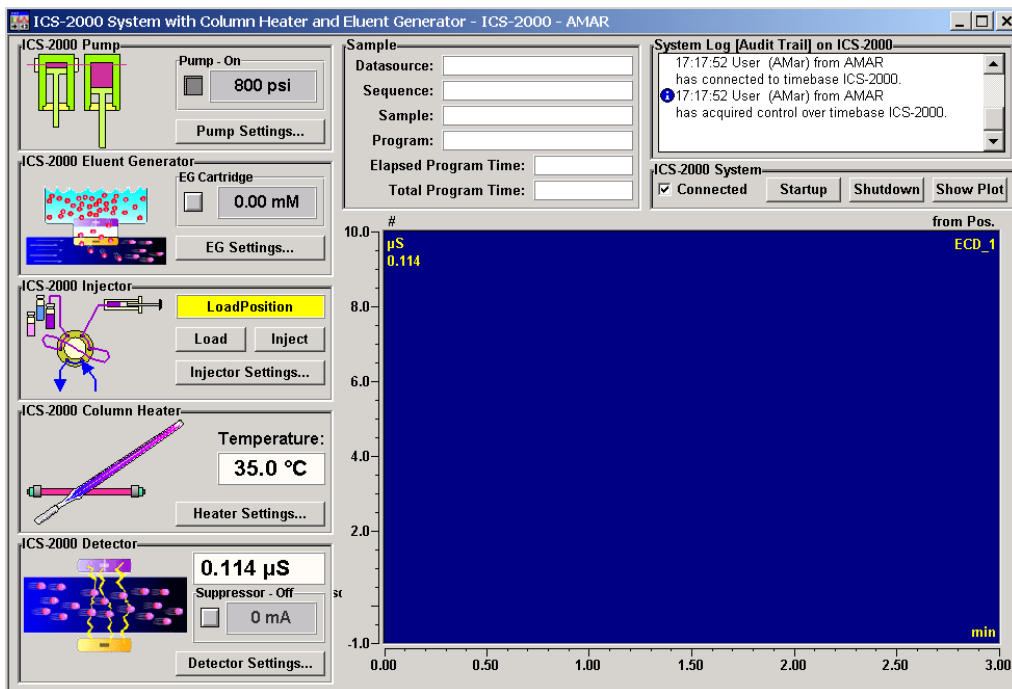 ICS-2000 System with Column Heater and Eluent Generator - ICS-2000 - AMAR
ICS-2000 Pump
Pump - On
800 psi
Pump Settings...
ICS-2000 Eluent Generator
EG Cartridge
0.00 mM
EG Settings...
ICS-2000 Injector
LoadPosition
Load
Inject
Injector Settings...
ICS-2000 Column Heater
Temperature:
35.0 °C
Heater Settings...
ICS-2000 Detector
0.114 µS
Suppressor - Off
0 mA
Detector Settings...
Sample
Datasource:
Sequence:
Sample:
Program:
Elapsed Program Time:
Total Program Time:
System Log [Audit Trail] on ICS-2000
17:17:52 User (AMar) from AMAR
has connected to timebase ICS-2000.
17:17:52 User (AMar) from AMAR
has acquired control over timebase ICS-2000.
ICS-2000 System
Connected
Startup
Shutdown
Show Plot
#
from Pos.
µS
0.114
ECD_1
10.0
8.0
6.0
4.0
2.0
-1.0
min
0.00
0.50
1.00
1.50
2.00
2.50
3.00